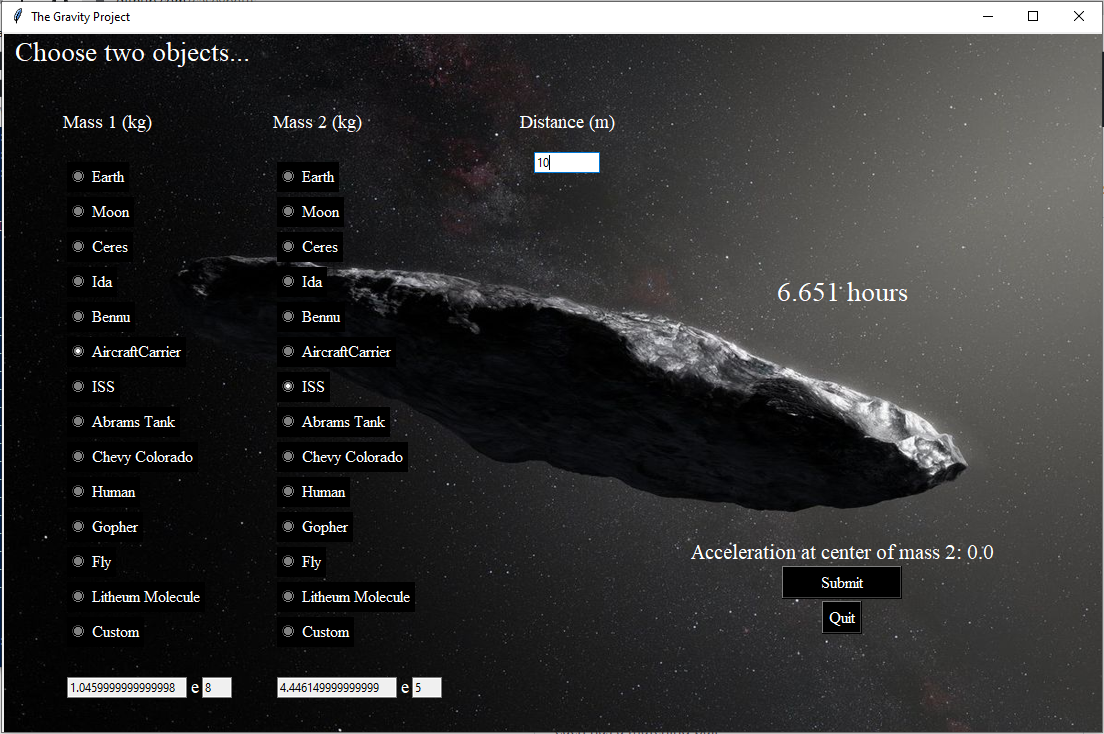 The Gravity Project
Choose two objects...
Mass 1 (kg) Mass 2 (kg) Distance (m)
10
Earth Earth
Moon Moon
Ceres Ceres
Ida Ida
6.651 hours
Bennu Bennu
AircraftCarrier AircraftCarrier
ISS ISS
Abrams Tank Abrams Tank
Chevy Colorado Chevy Colorado
Human Human
Gopher Gopher
Acceleration at center of mass 2: 0.0
Fly Fly
Submit
Litheum Molecule Litheum Molecule
Quit
Custom Custom
1.0459999999999998 e 8 4.446149999999999 e 5